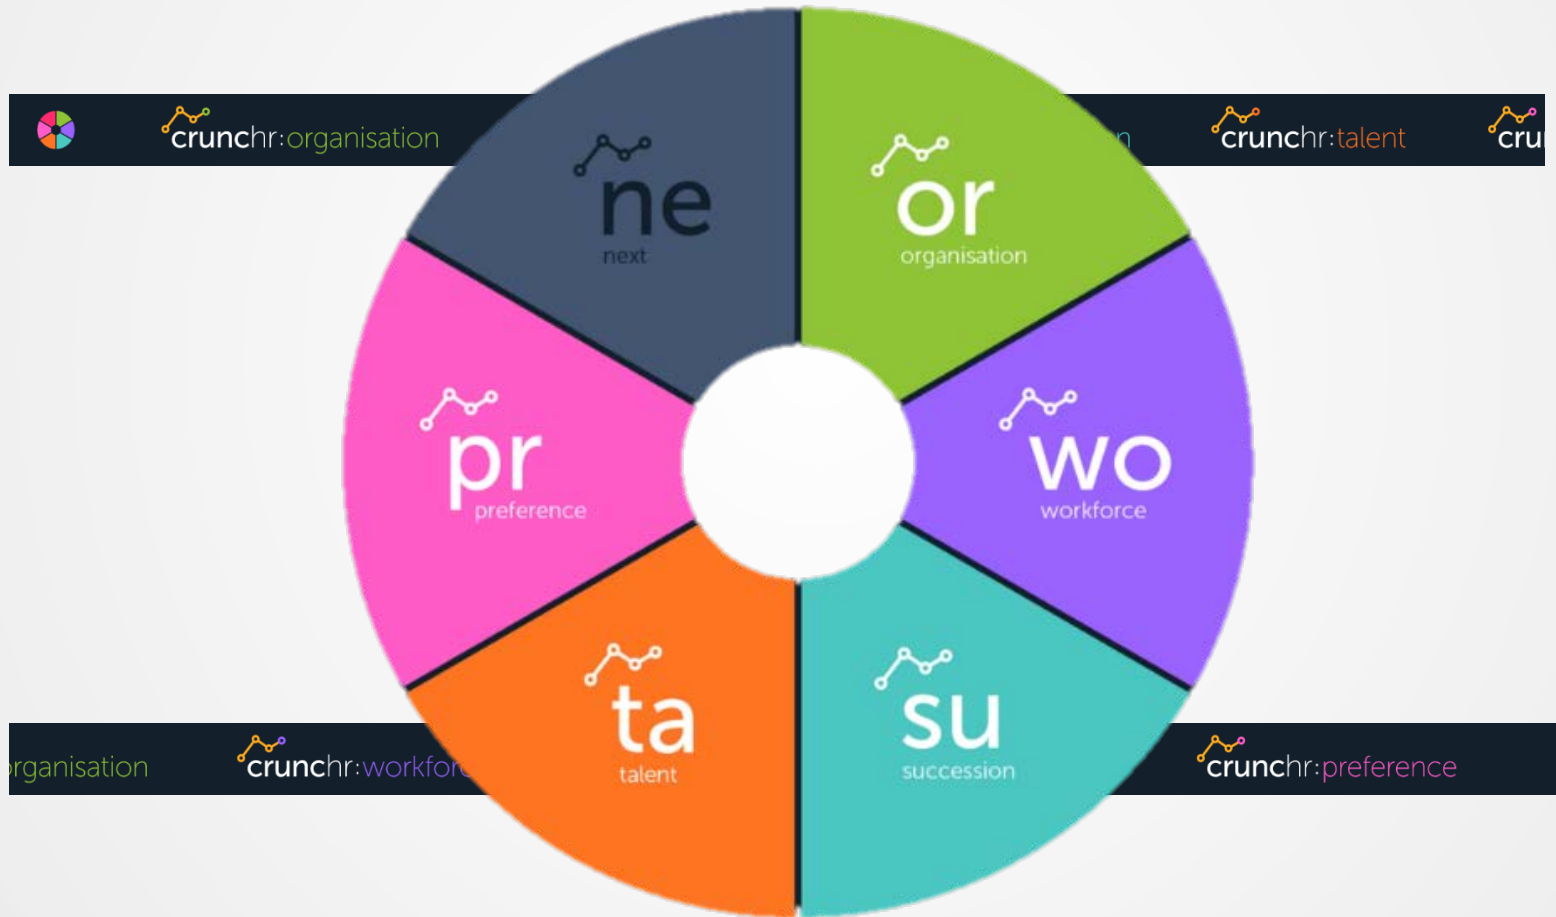 crunchr:organisation
n
crunchr:talent
cru
ne
next
or
organisation
pr
preference
wo
workforce
ta
talent
su
succession
rganisation
crunchr:workfor
crunchr:preference